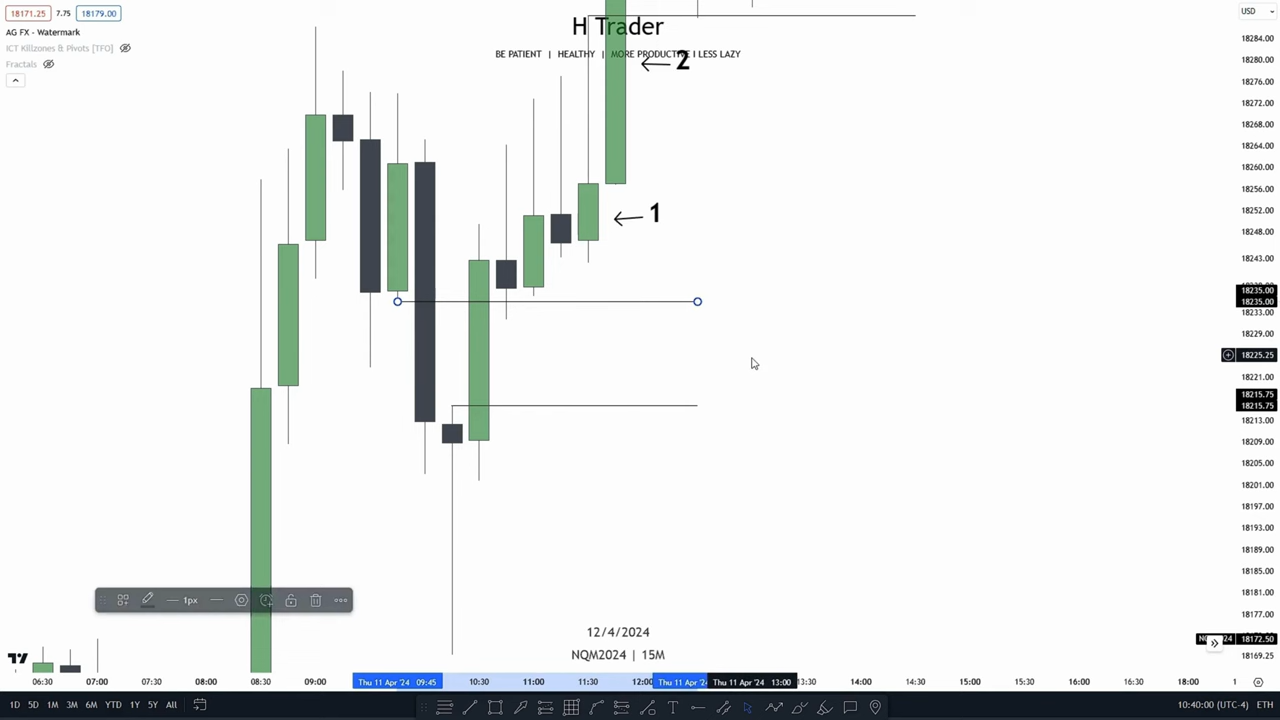 18171.25 7.75 18179.00
AG FX - Watermark
ICT Killzones & Pivots [TFO]
Fractals
H Trader
BE PATIENT | HEALTHY | MORE PRODUCTIVE I LESS LAZY
2
1
USD
18284.00
18280.00
18276.00
18272.00
18268.00
18264.00
18260.00
18256.00
18252.00
18248.00
18243.00
18235.00
18235.00
18233.00
18229.00
18225.25
18221.00
18215.75
18215.75
18213.00
18209.00
18205.00
18201.00
18197.00
18193.00
18189.00
18185.00
18181.00
18177.00
18172.50
18169.25
1px
12/4/2024
NQM2024 | 15M
06:30 07:00 07:30 08:00 08:30 09:00 Thu 11 Apr '24 09:45 10:30 11:00 11:30 12:00 Thu 11 Apr '24 Thu 11 Apr '24 13:00 13:30 14:00 14:30 15:00 15:30 16:00 16:30 17:00 18:00 18:30 1
1D 5D 1M 3M 6M YTD 1Y 5Y All
10:40:00 (UTC-4) ETH